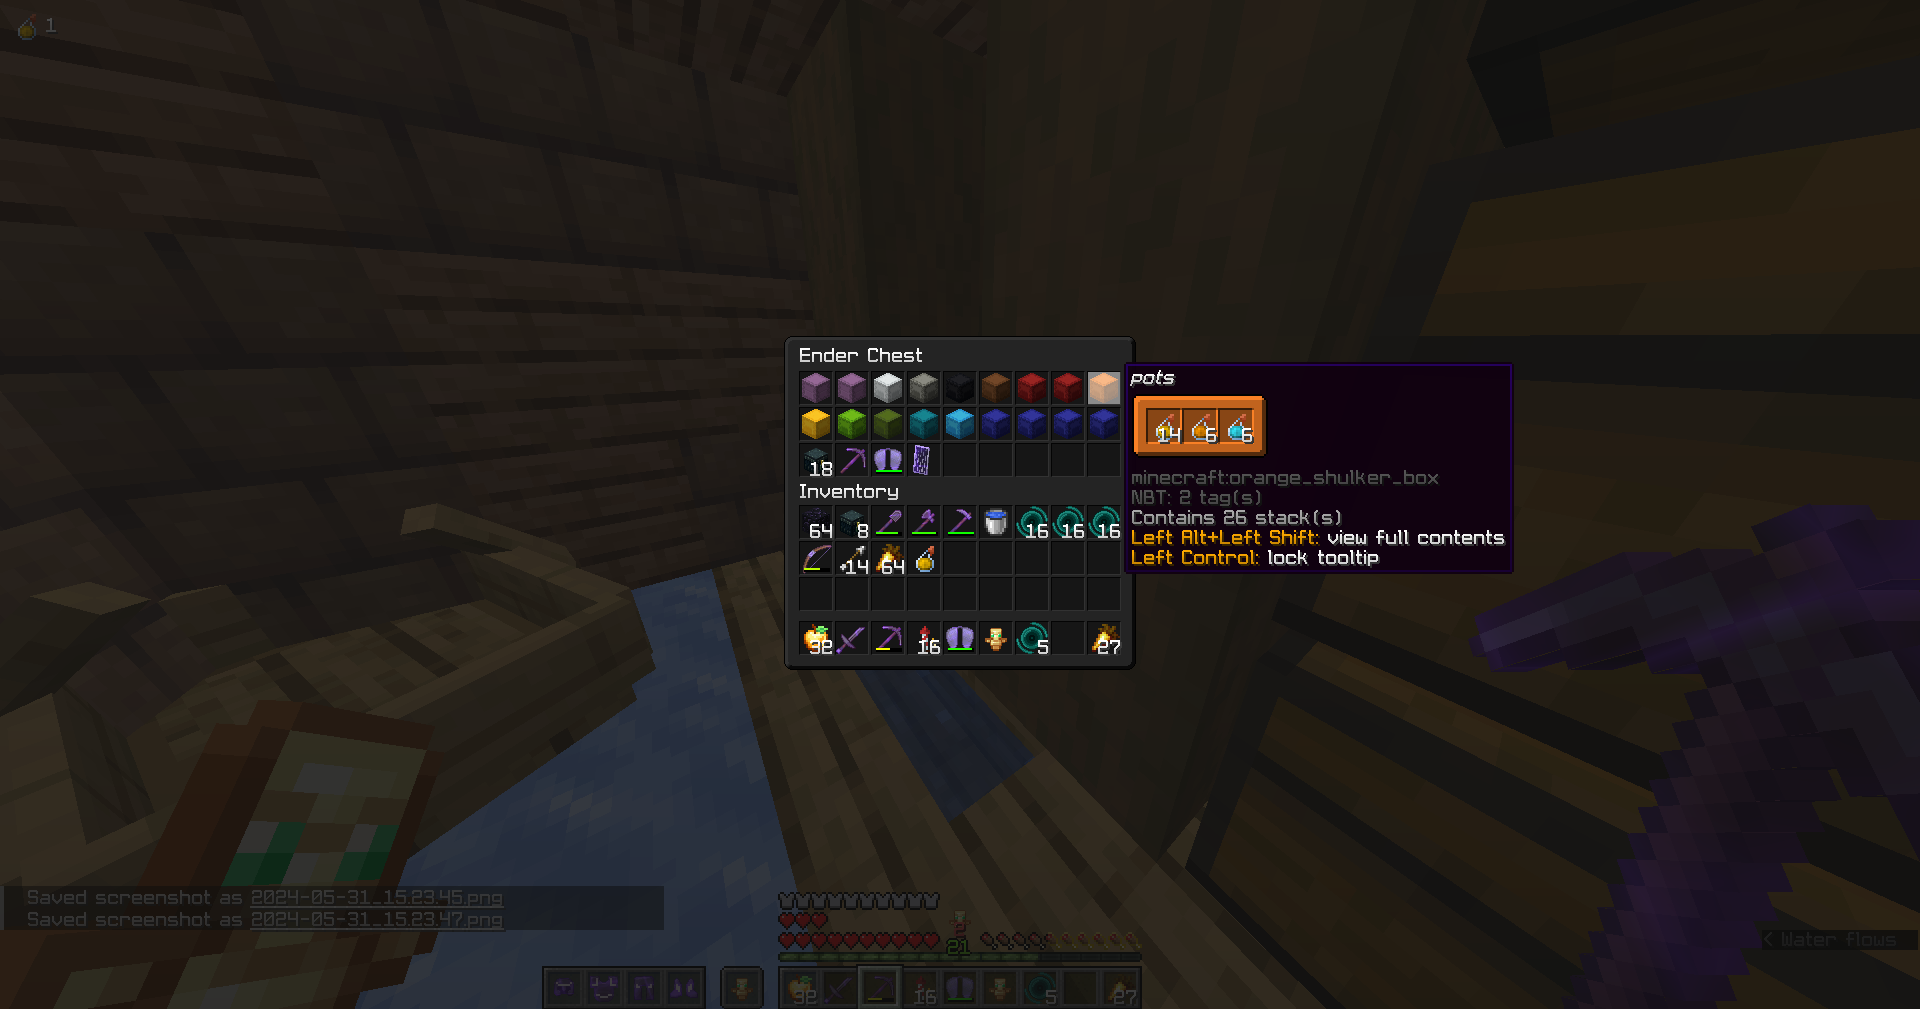 1
Ender Chest
18
Inventory
64 8 16 16 16
+14 64
32 16 5 27
pots
14 6 6
minecraft:orange_shulker_box
NBT: 2 tag(s)
Contains 26 stack(s)
Left Alt+Left Shift: view full contents
Left Control: lock tooltip
Saved screenshot as 2024-05-31_15.23.45.png
Saved screenshot as 2024-05-31_15.23.47.png
< Water flows
2
21
32 16 5 27